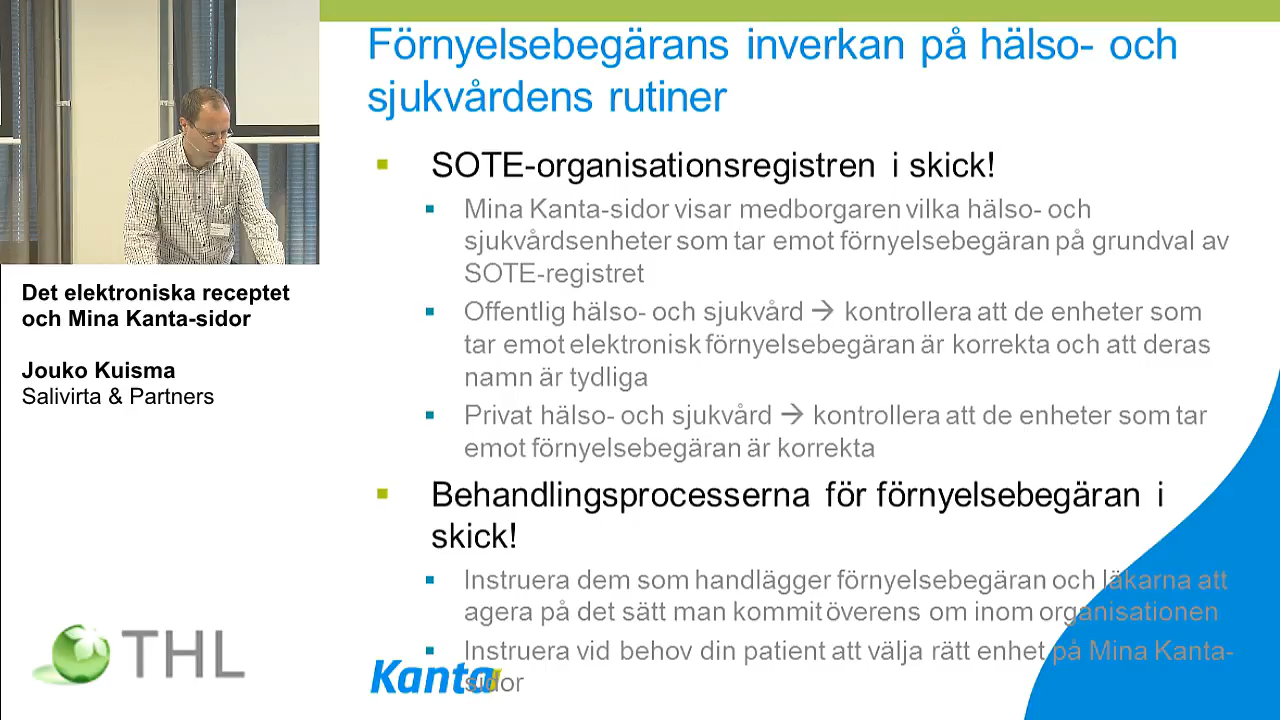 Förnyelsebegärans inverkan på hälso- och
sjukvårdens rutiner
SOTE-organisationsregistren i skick!
Mina Kanta-sidor visar medborgaren vilka hälso- och
sjukvårdsenheter som tar emot förnyelsebegäran på grundval av
SOTE-registret
Offentlig hälso- och sjukvård → kontrollera att de enheter som
tar emot elektronisk förnyelsebegäran är korrekta och att deras
namn är tydliga
Privat hälso- och sjukvård → kontrollera att de enheter som tar
emot förnyelsebegäran är korrekta
Behandlingsprocesserna för förnyelsebegäran i
skick!
Instruera dem som handlägger förnyelsebegäran och läkarna att
agera på det sätt man kommit överens om inom organisationen
Instruera vid behov din patient att välja rätt enhet på Mina Kanta-
sidor
Kanta
Det elektroniska receptet
och Mina Kanta-sidor
Jouko Kuisma
Salivirta & Partners
THL